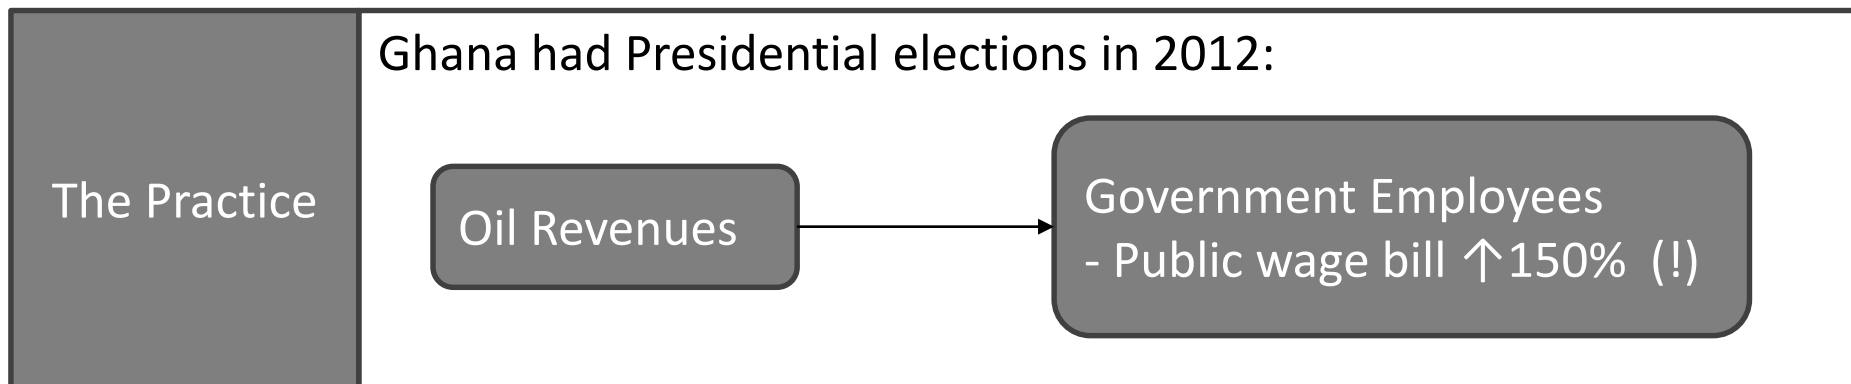 The Practice
Ghana had Presidential elections in 2012:
Oil Revenues
Government Employees
- Public wage bill ↑150% (!)